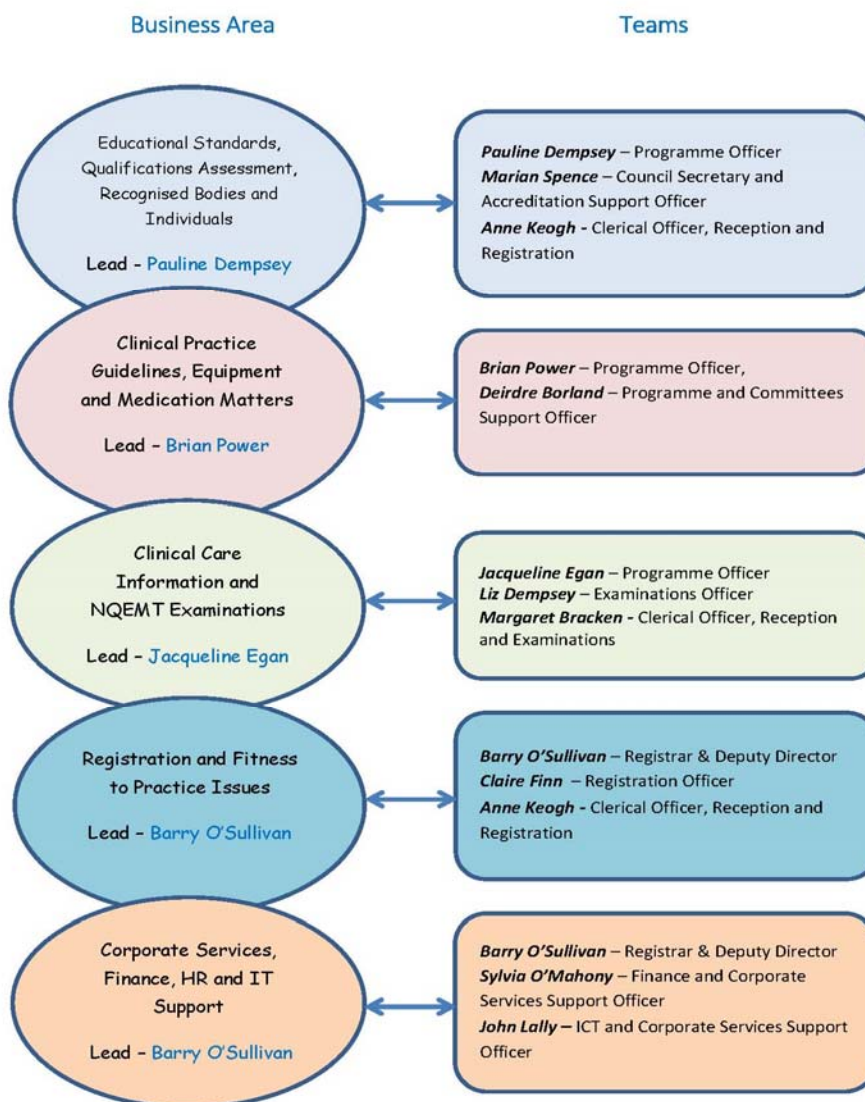 Business Area
Teams
Educational Standards,
Qualifications Assessment,
Recognised Bodies and
Individuals
Lead - Pauline Dempsey
Pauline Dempsey – Programme Officer
Marian Spence – Council Secretary and
Accreditation Support Officer
Anne Keogh - Clerical Officer, Reception and
Registration
Clinical Practice
Guidelines, Equipment
and Medication Matters
Lead – Brian Power
Brian Power – Programme Officer,
Deirdre Borland – Programme and Committees
Support Officer
Clinical Care
Information and
NQEMT Examinations
Lead – Jacqueline Egan
Jacqueline Egan – Programme Officer
Liz Dempsey – Examinations Officer
Margaret Bracken - Clerical Officer, Reception
and Examinations
Registration and Fitness
to Practice Issues
Lead – Barry O'Sullivan
Barry O'Sullivan – Registrar & Deputy Director
Claire Finn – Registration Officer
Anne Keogh - Clerical Officer, Reception and
Registration
Corporate Services,
Finance, HR and IT
Support
Lead – Barry O'Sullivan
Barry O'Sullivan – Registrar & Deputy Director
Sylvia O'Mahony – Finance and Corporate
Services Support Officer
John Lally – ICT and Corporate Services Support
Officer